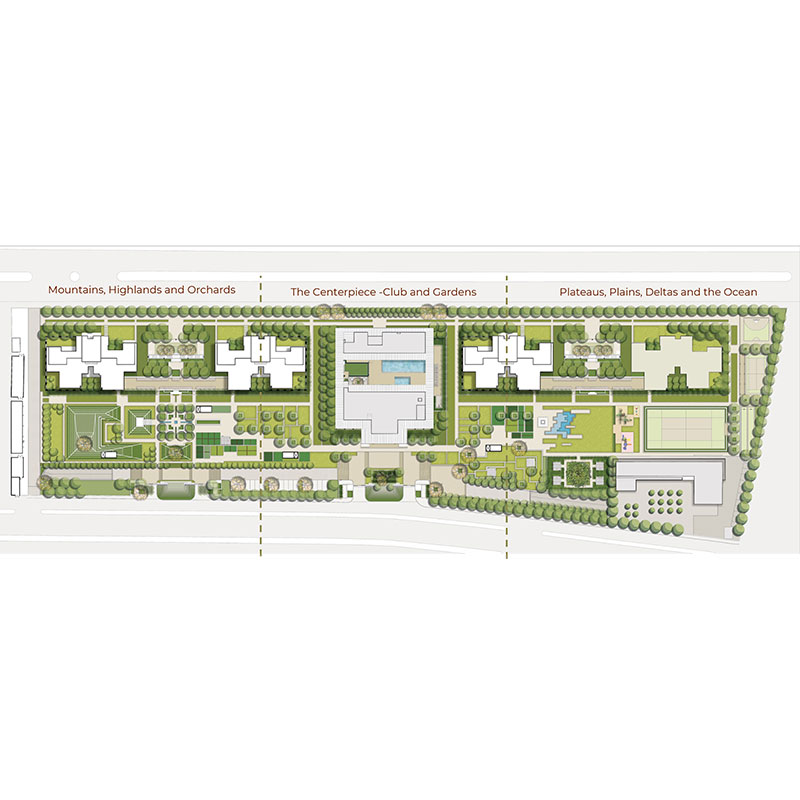 Mountains, Highlands and Orchards
The Centerpiece -Club and Gardens
Plateaus, Plains, Deltas and the Ocean